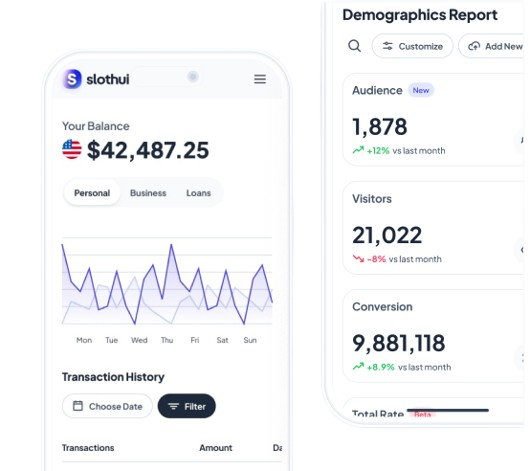 Demographics Report
Customize
Add New
slothui
Your Balance
$42,487.25
Personal Business Loans
Mon Tue Wed Thu Fri Sat Sun
Transaction History
Choose Date
Filter
Transactions Amount Da
Audience New
1,878
+12% vs last month
Visitors
21,022
-8% vs last month
Conversion
9,881,118
+8.9% vs last month
Total Rate Beta